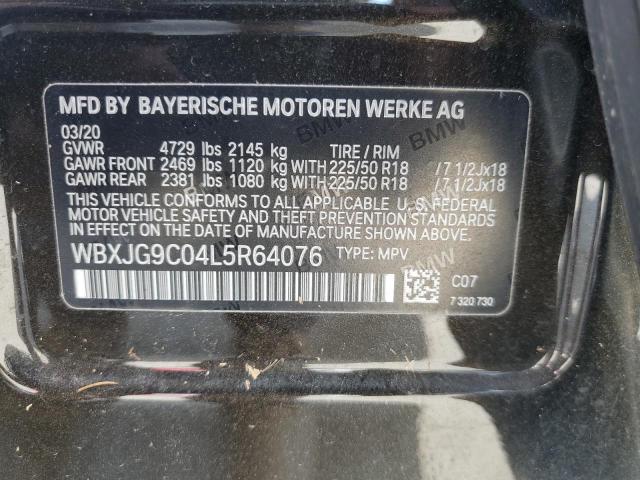 MFD BY BAYERISCHE MOTOREN WERKE AG
03/20
GVWR 4729 lbs 2145 kg TIRE / RIM
GAWR FRONT 2469 lbs 1120 kg WITH 225/50 R18 / 7 1/2Jx18
GAWR REAR 2381 lbs 1080 kg WITH 225/50 R18 / 7 1/2Jx18
THIS VEHICLE CONFORMS TO ALL APPLICABLE U.S. FEDERAL
MOTOR VEHICLE SAFETY AND THEFT PREVENTION STANDARDS
IN EFFECT ON THE DATE OF MANUFACTURE SHOWN ABOVE.
WBXJG9C04L5R64076 TYPE: MPV
C07
7 320 730